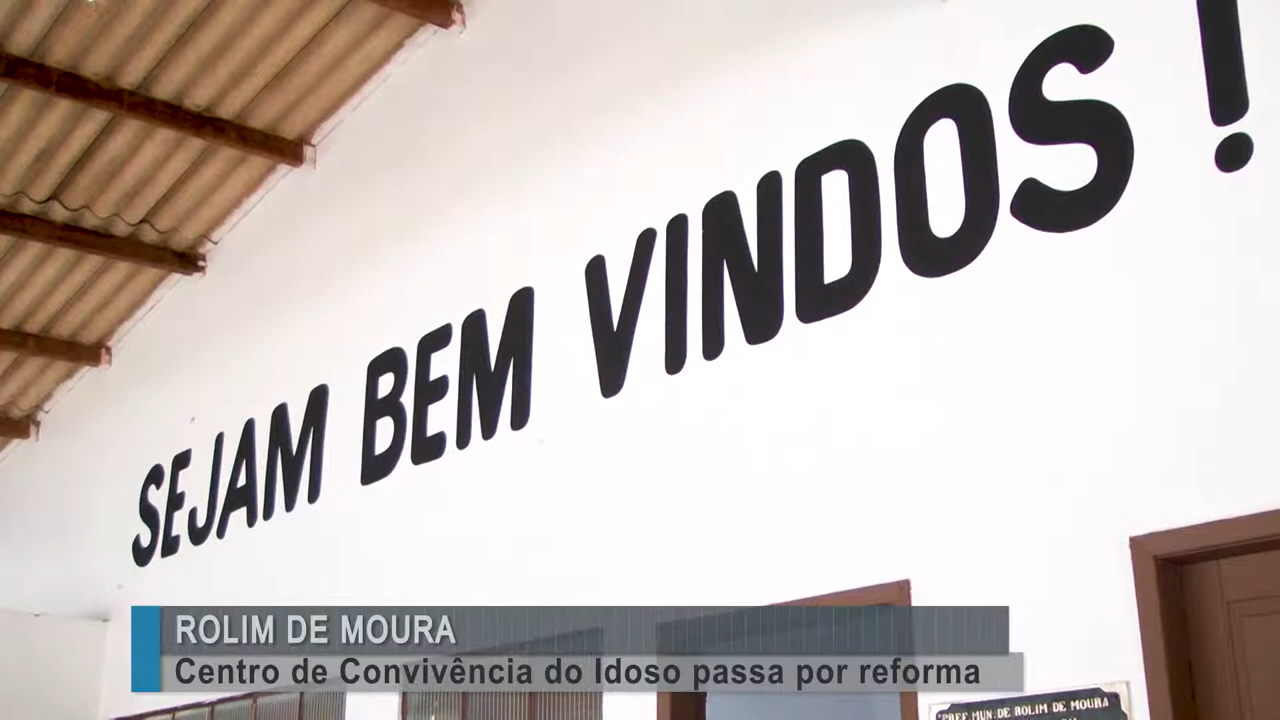 SEJAM BEM VINDOS!
ROLIM DE MOURA
Centro de Convivência do Idoso passa por reforma
PREF.MUN.DE ROLIM DE MOURA